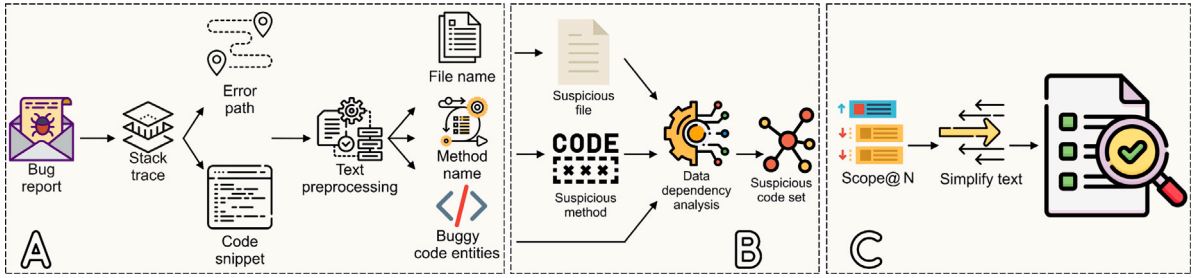 Bug
report
Stack
trace
Error
path
Code
snippet
Text
preprocessing
File name
Method
name
</>
Buggy
code entities
A
Suspicious
file
CODE
×××
Suspicious
method
Data
dependency
analysis
Suspicious
code set
B
Scope@ N
Simplify text
C